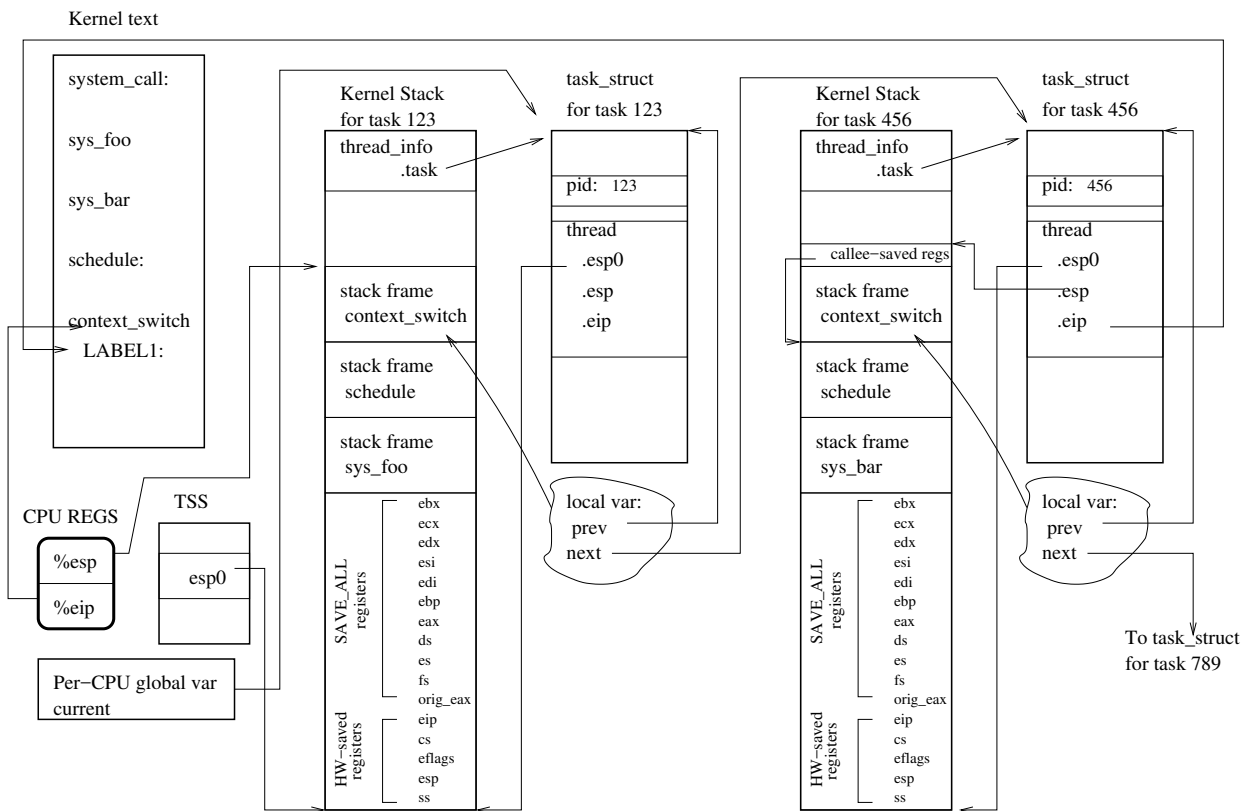 Kernel text
system_call:
sys_foo
sys_bar
schedule:
context_switch
LABEL1:
CPU REGS
%esp
%eip
TSS
esp0
Per−CPU global var
current
Kernel Stack
for task 123
thread_info
.task
stack frame
context_switch
stack frame
schedule
stack frame
sys_foo
SAVE_ALL
registers
ebx
ecx
edx
esi
edi
ebp
eax
ds
es
fs
orig_eax
HW−saved
registers
eip
cs
eflags
esp
ss
task_struct
for task 123
pid: 123
thread
.esp0
.esp
.eip
local var:
prev
next
Kernel Stack
for task 456
thread_info
.task
callee−saved regs
stack frame
context_switch
stack frame
schedule
stack frame
sys_bar
SAVE_ALL
registers
ebx
ecx
edx
esi
edi
ebp
eax
ds
es
fs
orig_eax
HW−saved
registers
eip
cs
eflags
esp
ss
task_struct
for task 456
pid: 456
thread
.esp0
.esp
.eip
local var:
prev
next
To task_struct
for task 789